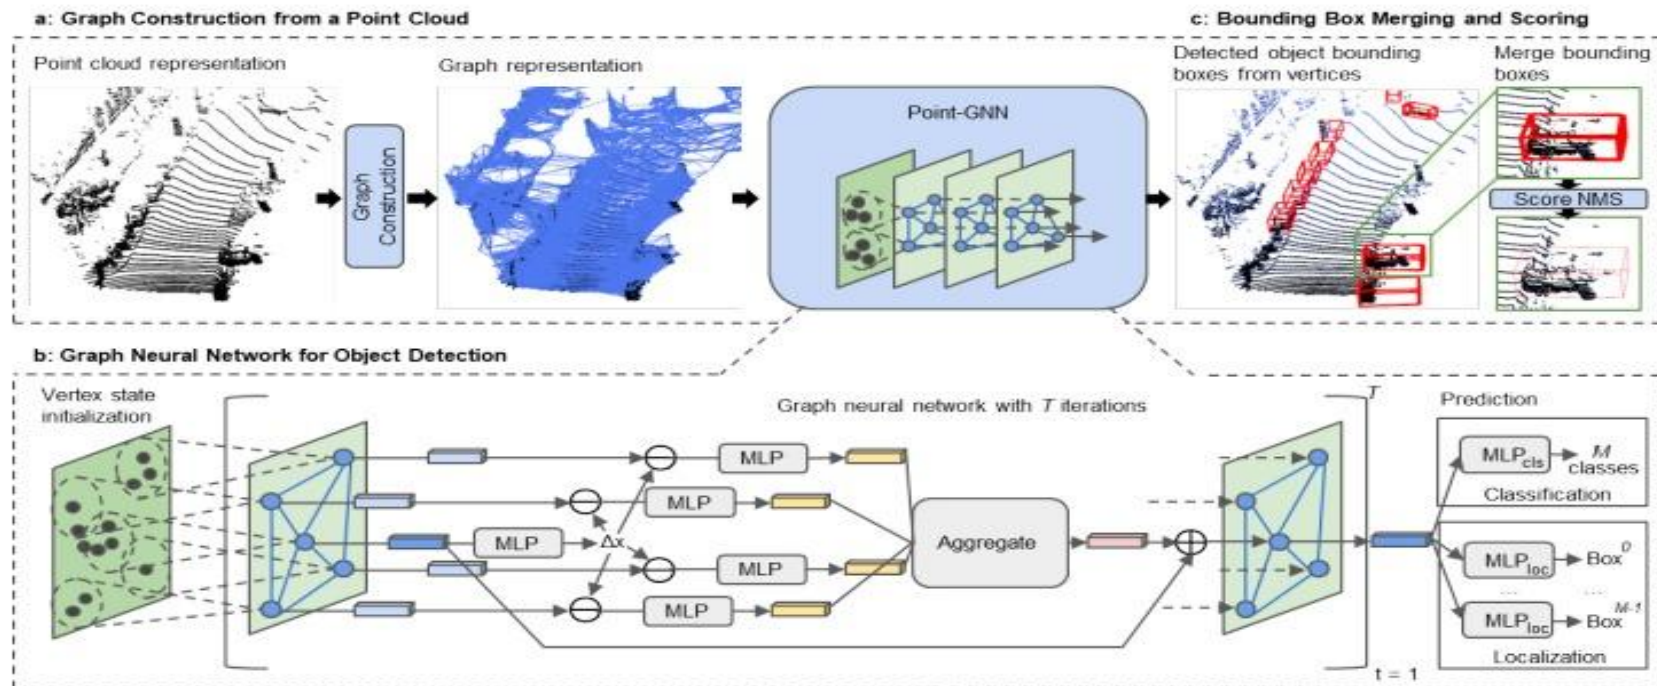 a: Graph Construction from a Point Cloud
c: Bounding Box Merging and Scoring
Point cloud representation
Graph representation
Graph
Construction
Point-GNN
Detected object bounding
boxes from vertices
Merge bounding
boxes
Score NMS
b: Graph Neural Network for Object Detection
Vertex state
initialization
Graph neural network with T iterations
T
t = 1
MLP
MLP
MLP
Δx
MLP
MLP
Aggregate
Prediction
MLPcls
M
classes
Classification
MLPloc
Box 0
...
...
MLPloc
Box M-1
Localization